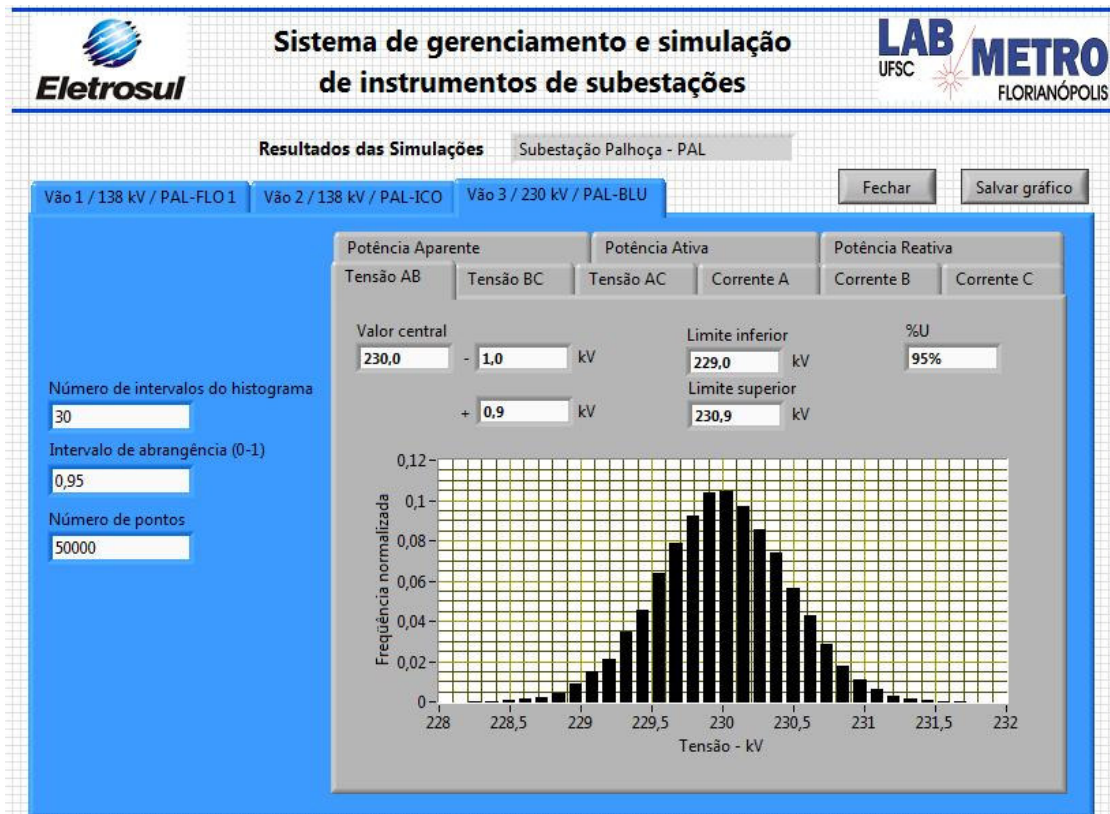 Eletrosul
Sistema de gerenciamento e simulação
de instrumentos de subestações
LAB METRO
UFSC
FLORIANÓPOLIS
Resultados das Simulações Subestação Palhoça - PAL
Fechar Salvar gráfico
Vão 1 / 138 kV / PAL-FLO 1 Vão 2 / 138 kV / PAL-ICO Vão 3 / 230 kV / PAL-BLU
Potência Aparente Potência Ativa Potência Reativa
Tensão AB Tensão BC Tensão AC Corrente A Corrente B Corrente C
Valor central
230,0 - 1,0 kV
+ 0,9 kV
Limite inferior
229,0 kV
Limite superior
230,9 kV
%U
95%
Número de intervalos do histograma
30
Intervalo de abrangência (0-1)
0,95
Número de pontos
50000
Freqüência normalizada
0,12
0,1
0,08
0,06
0,04
0,02
0
228 228,5 229 229,5 230 230,5 231 231,5 232
Tensão - kV